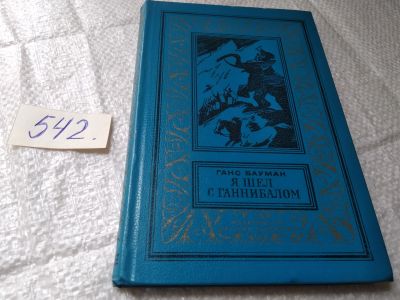 542.
ГАНС БАУМАН
Я ШЕЛ
С ГАННИБАЛОМ